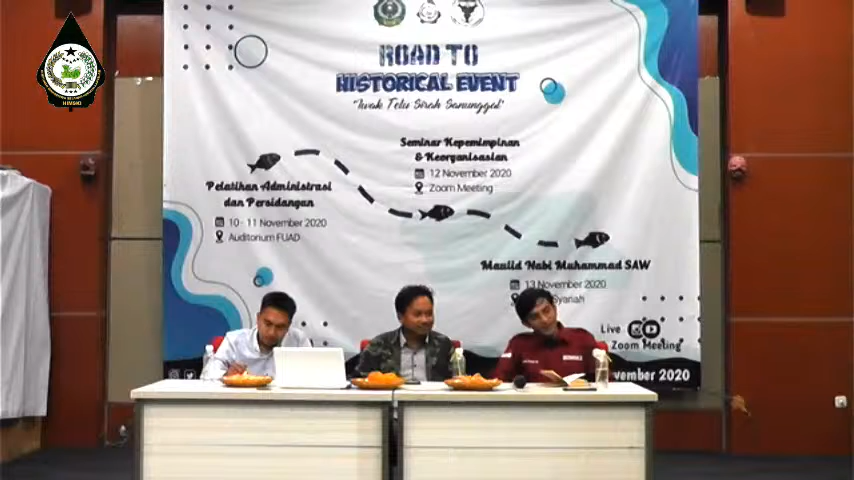 ROAD TO
HISTORICAL EVENT
"Iwak Telu Sirah Sanunggal"
Seminar Kepemimpinan
& Keorganisasian
12 November 2020
Zoom Meeting
Pelatihan Administrasi
dan Persidangan
10 - 11 November 2020
Auditorium FUAD
Maulid Nabi Muhammad SAW
13 November 2020
Syariah
Live
Zoom Meeting
vember 2020